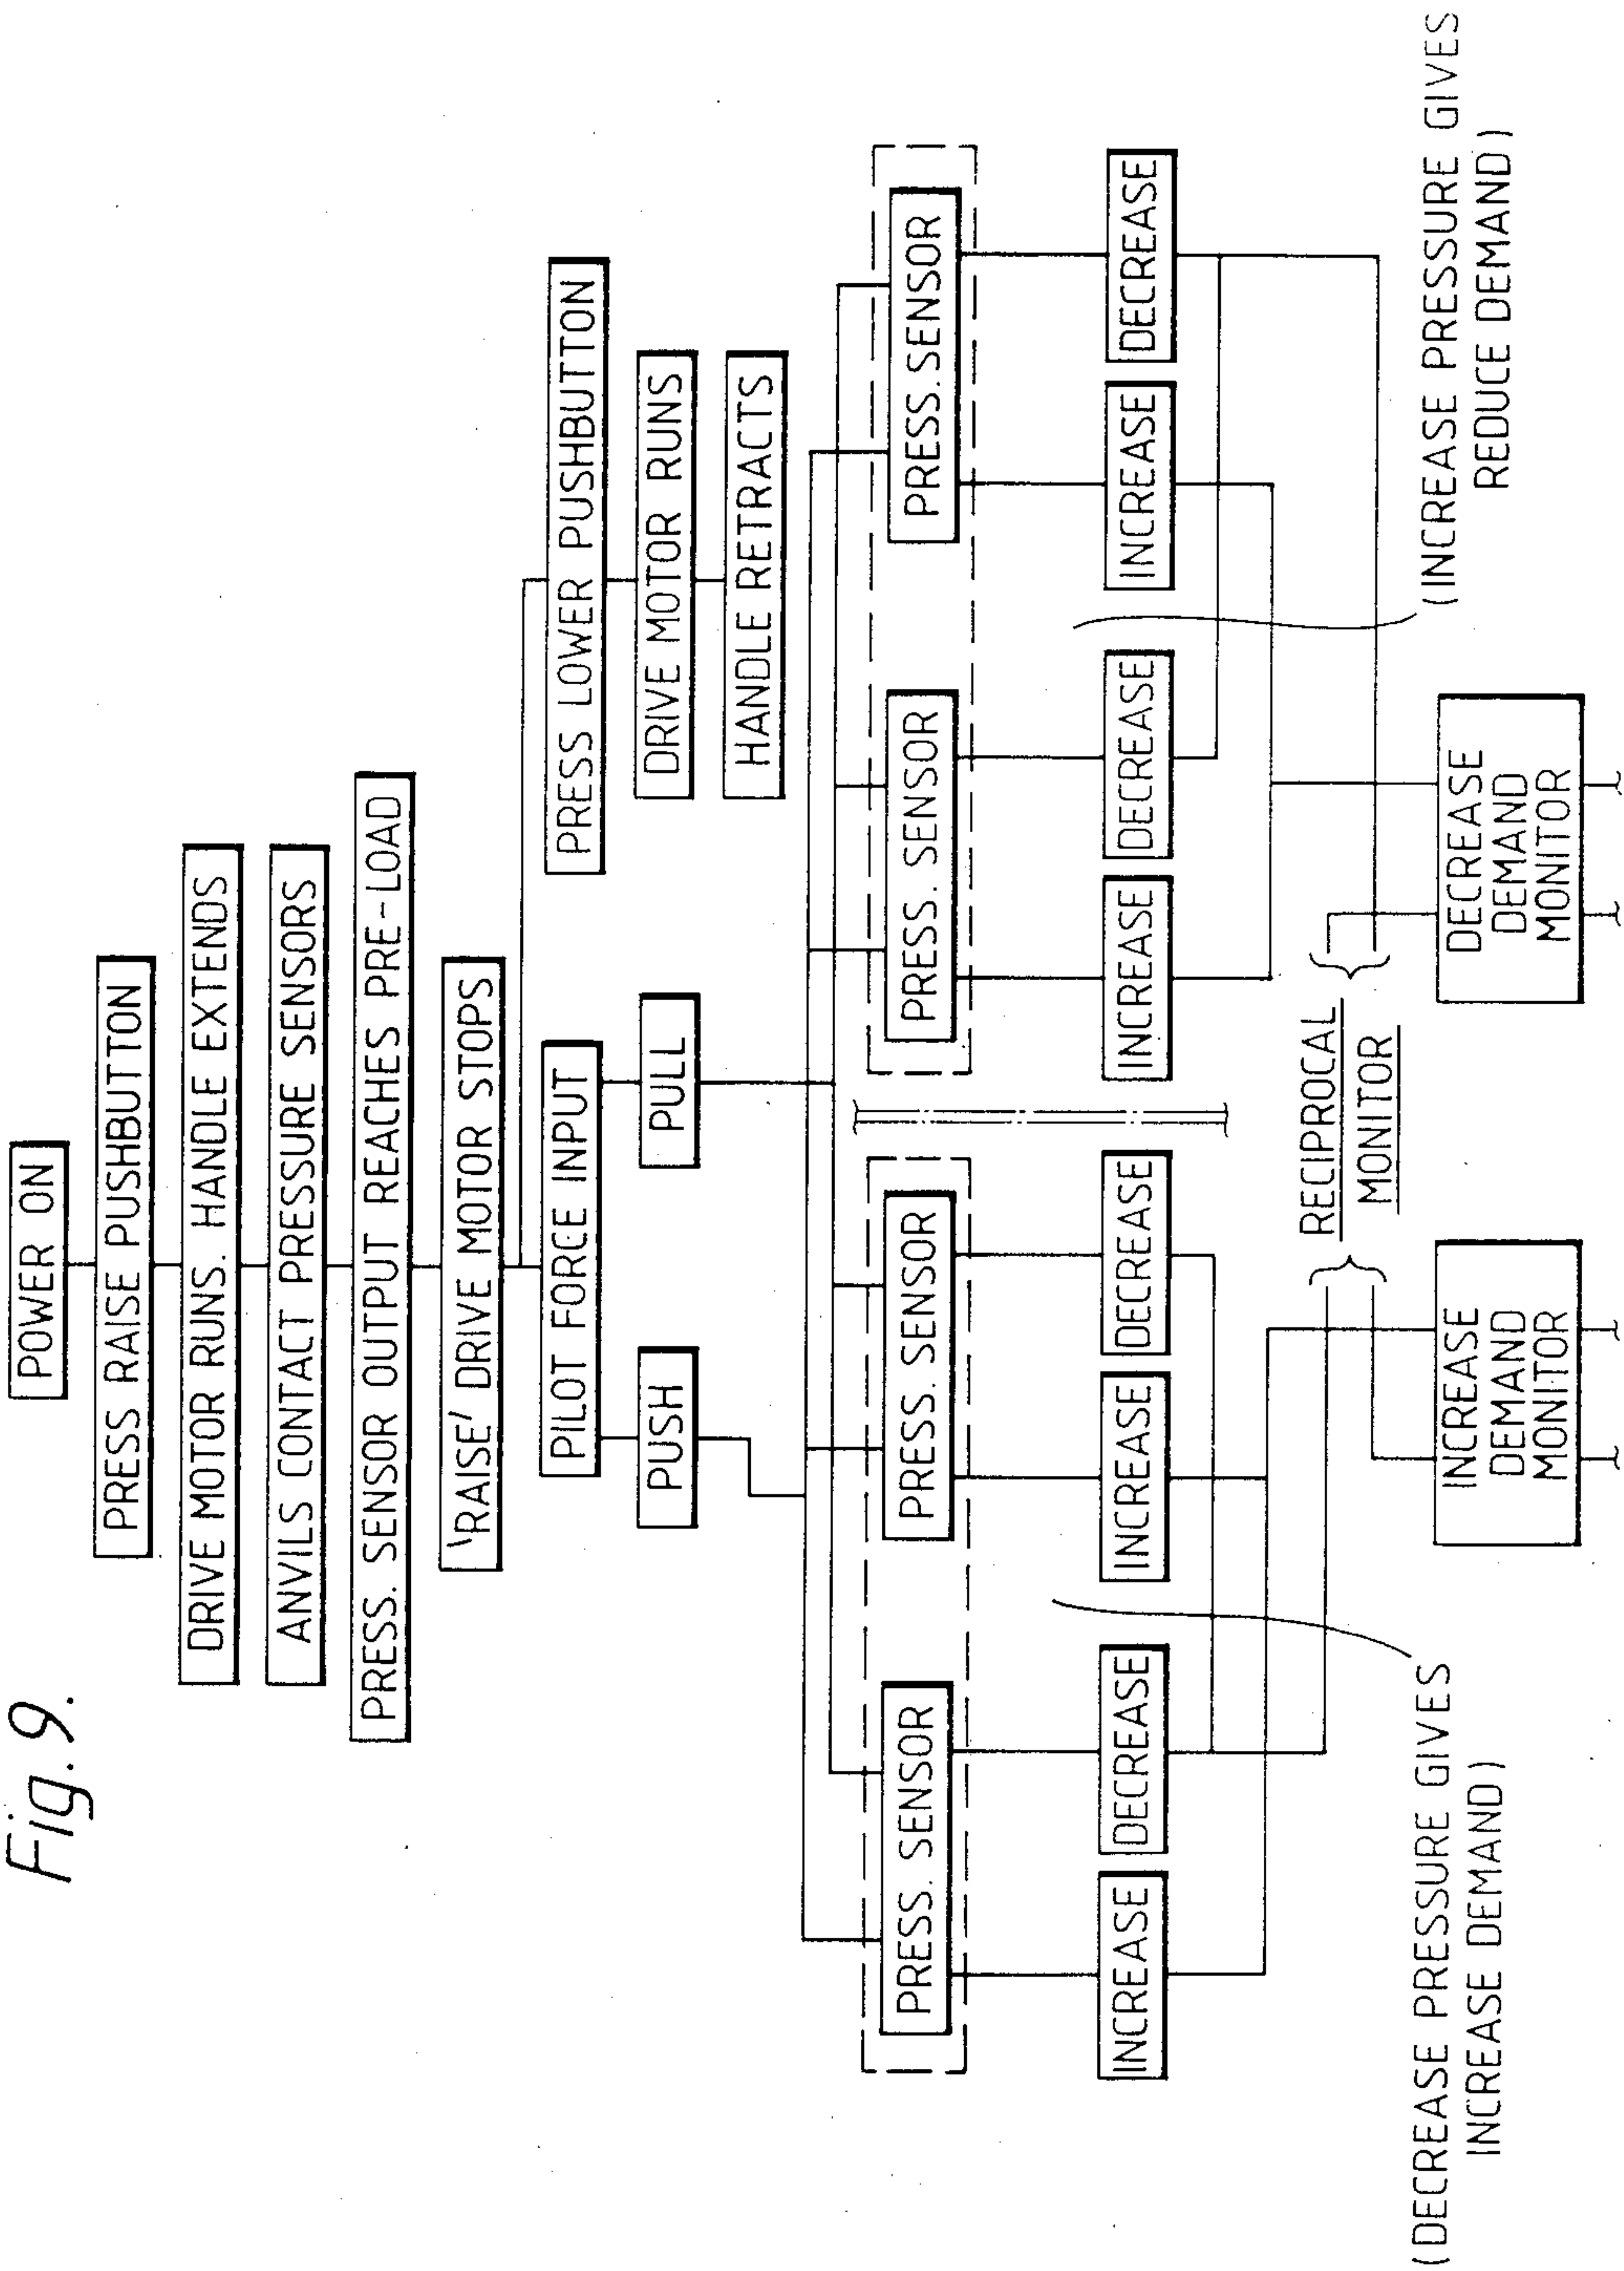 Fig. 9.
POWER ON
PRESS RAISE PUSHBUTTON
DRIVE MOTOR RUNS. HANDLE EXTENDS
ANVILS CONTACT PRESSURE SENSORS
PRESS. SENSOR OUTPUT REACHES PRE-LOAD
'RAISE' DRIVE MOTOR STOPS
PILOT FORCE INPUT
PRESS LOWER PUSHBUTTON
PUSH
PULL
DRIVE MOTOR RUNS
HANDLE RETRACTS
PRESS. SENSOR
PRESS. SENSOR
PRESS. SENSOR
PRESS. SENSOR
INCREASE
DECREASE
INCREASE
DECREASE
INCREASE
DECREASE
INCREASE
DECREASE
RECIPROCAL
MONITOR
(DECREASE PRESSURE GIVES
INCREASE DEMAND)
INCREASE
DEMAND
MONITOR
DECREASE
DEMAND
MONITOR
(INCREASE PRESSURE GIVES
REDUCE DEMAND)